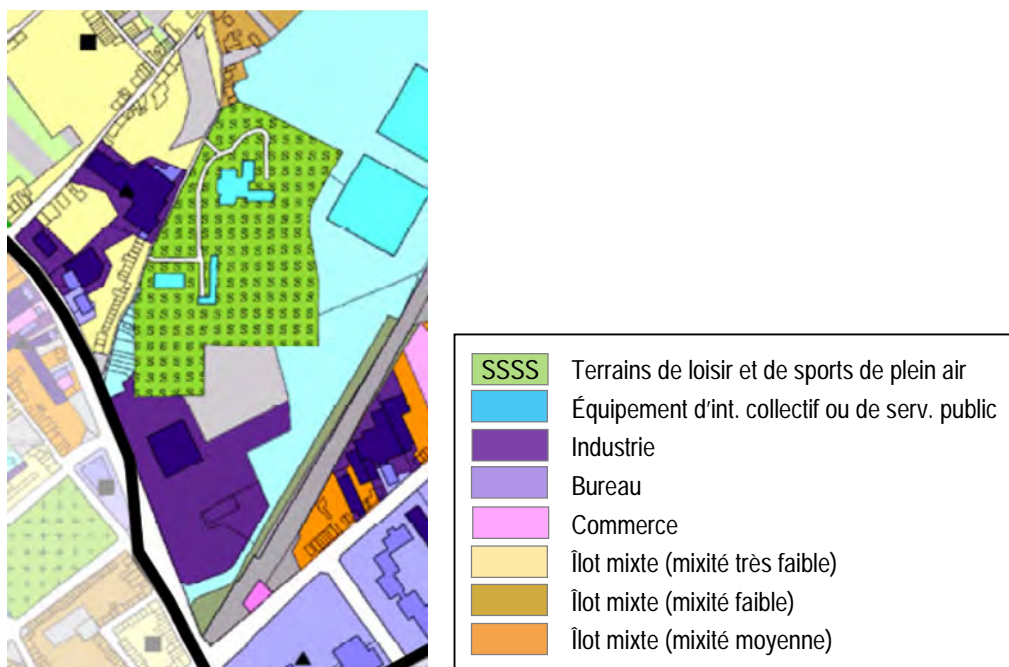 SSSS Terrains de loisir et de sports de plein air
Équipement d'int. collectif ou de serv. public
Industrie
Bureau
Commerce
Îlot mixte (mixité très faible)
Îlot mixte (mixité faible)
Îlot mixte (mixité moyenne)